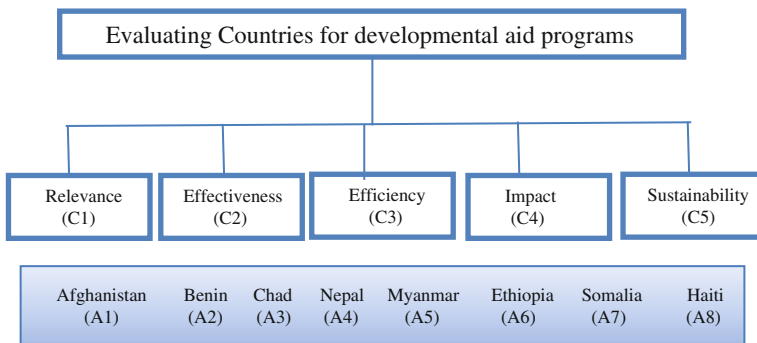 Evaluating Countries for developmental aid programs
Relevance
(C1)
Effectiveness
(C2)
Efficiency
(C3)
Impact
(C4)
Sustainability
(C5)
Afghanistan
(A1)
Benin
(A2)
Chad
(A3)
Nepal
(A4)
Myanmar
(A5)
Ethiopia
(A6)
Somalia
(A7)
Haiti
(A8)